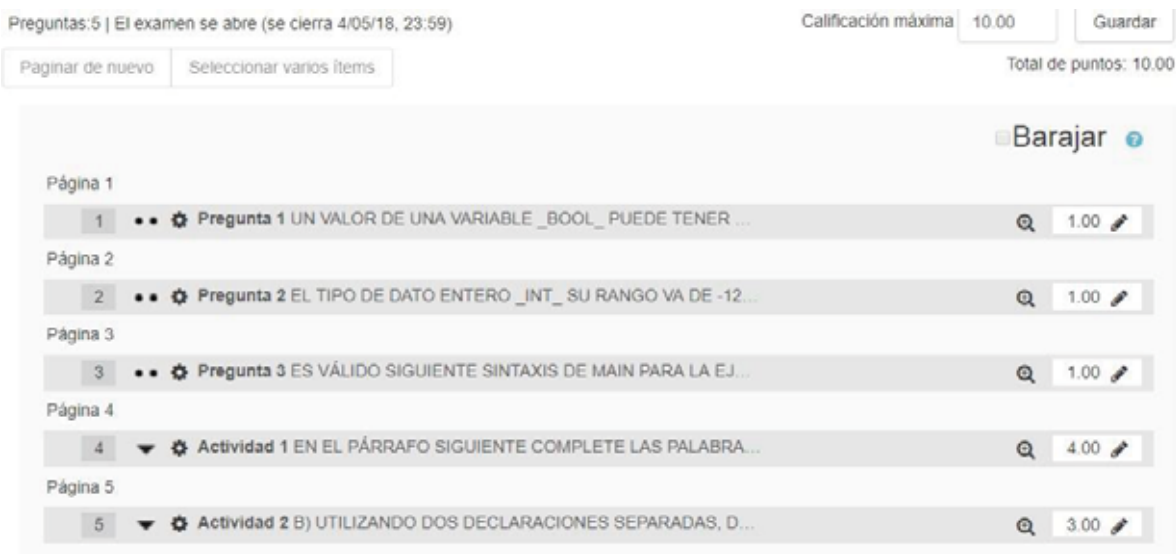 Preguntas:5 | El examen se abre (se cierra 4/05/18, 23:59) Calificación máxima 10.00 Guardar
Paginar de nuevo Seleccionar varios ítems Total de puntos: 10.00
Barajar ?
Página 1
1 Pregunta 1 UN VALOR DE UNA VARIABLE _BOOL_ PUEDE TENER ... 1.00
Página 2
2 Pregunta 2 EL TIPO DE DATO ENTERO _INT_ SU RANGO VA DE -12... 1.00
Página 3
3 Pregunta 3 ES VÁLIDO SIGUIENTE SINTAXIS DE MAIN PARA LA EJ... 1.00
Página 4
4 Actividad 1 EN EL PÁRRAFO SIGUIENTE COMPLETE LAS PALABRA... 4.00
Página 5
5 Actividad 2 B) UTILIZANDO DOS DECLARACIONES SEPARADAS, D... 3.00